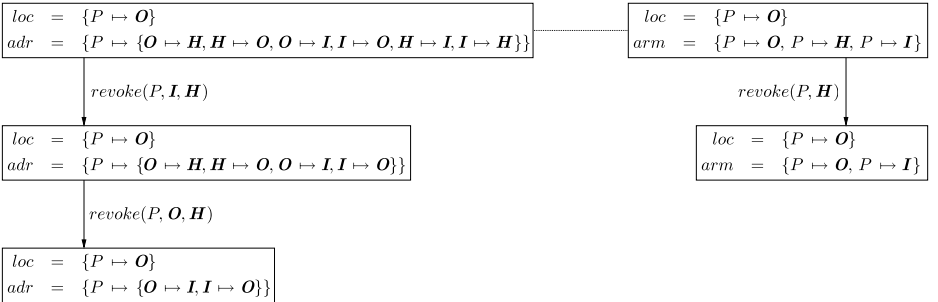 loc = {P ↦ O}
adr = {P ↦ {O ↦ H, H ↦ O, O ↦ I, I ↦ O, H ↦ I, I ↦ H}}
loc = {P ↦ O}
arm = {P ↦ O, P ↦ H, P ↦ I}
revoke(P, I, H)
revoke(P, H)
loc = {P ↦ O}
adr = {P ↦ {O ↦ H, H ↦ O, O ↦ I, I ↦ O}}
loc = {P ↦ O}
arm = {P ↦ O, P ↦ I}
revoke(P, O, H)
loc = {P ↦ O}
adr = {P ↦ {O ↦ I, I ↦ O}}